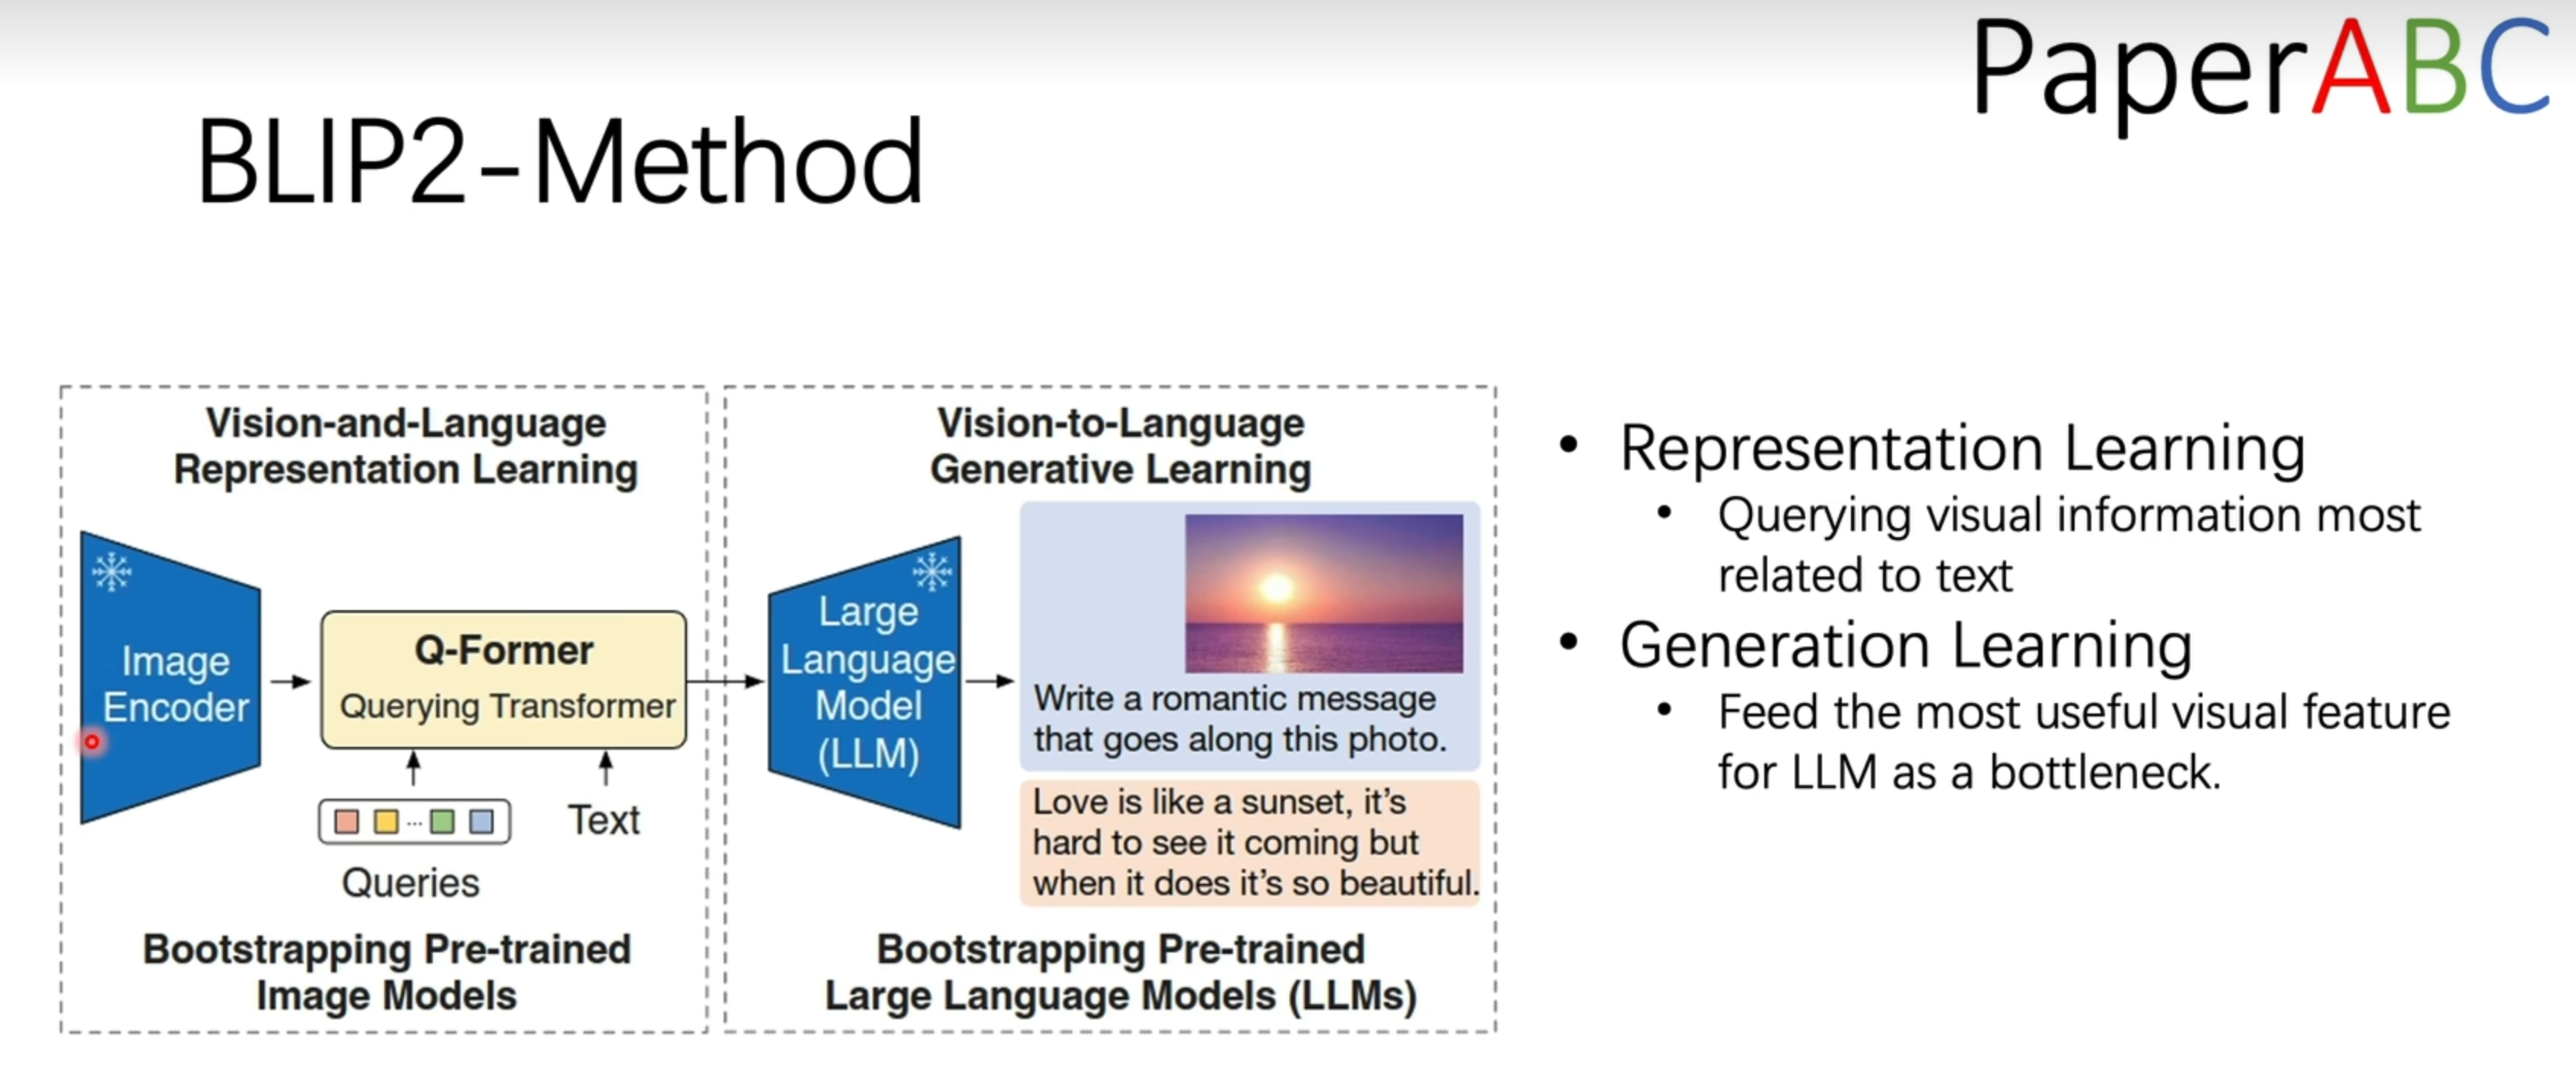 PaperABC
BLIP2-Method
Vision-and-Language
Representation Learning
Image
Encoder
Q-Former
Querying Transformer
...
Queries
Text
Bootstrapping Pre-trained
Image Models
Vision-to-Language
Generative Learning
Large
Language
Model
(LLM)
Write a romantic message
that goes along this photo.
Love is like a sunset, it's
hard to see it coming but
when it does it's so beautiful.
Bootstrapping Pre-trained
Large Language Models (LLMs)
• Representation Learning
• Querying visual information most
related to text
• Generation Learning
• Feed the most useful visual feature
for LLM as a bottleneck.